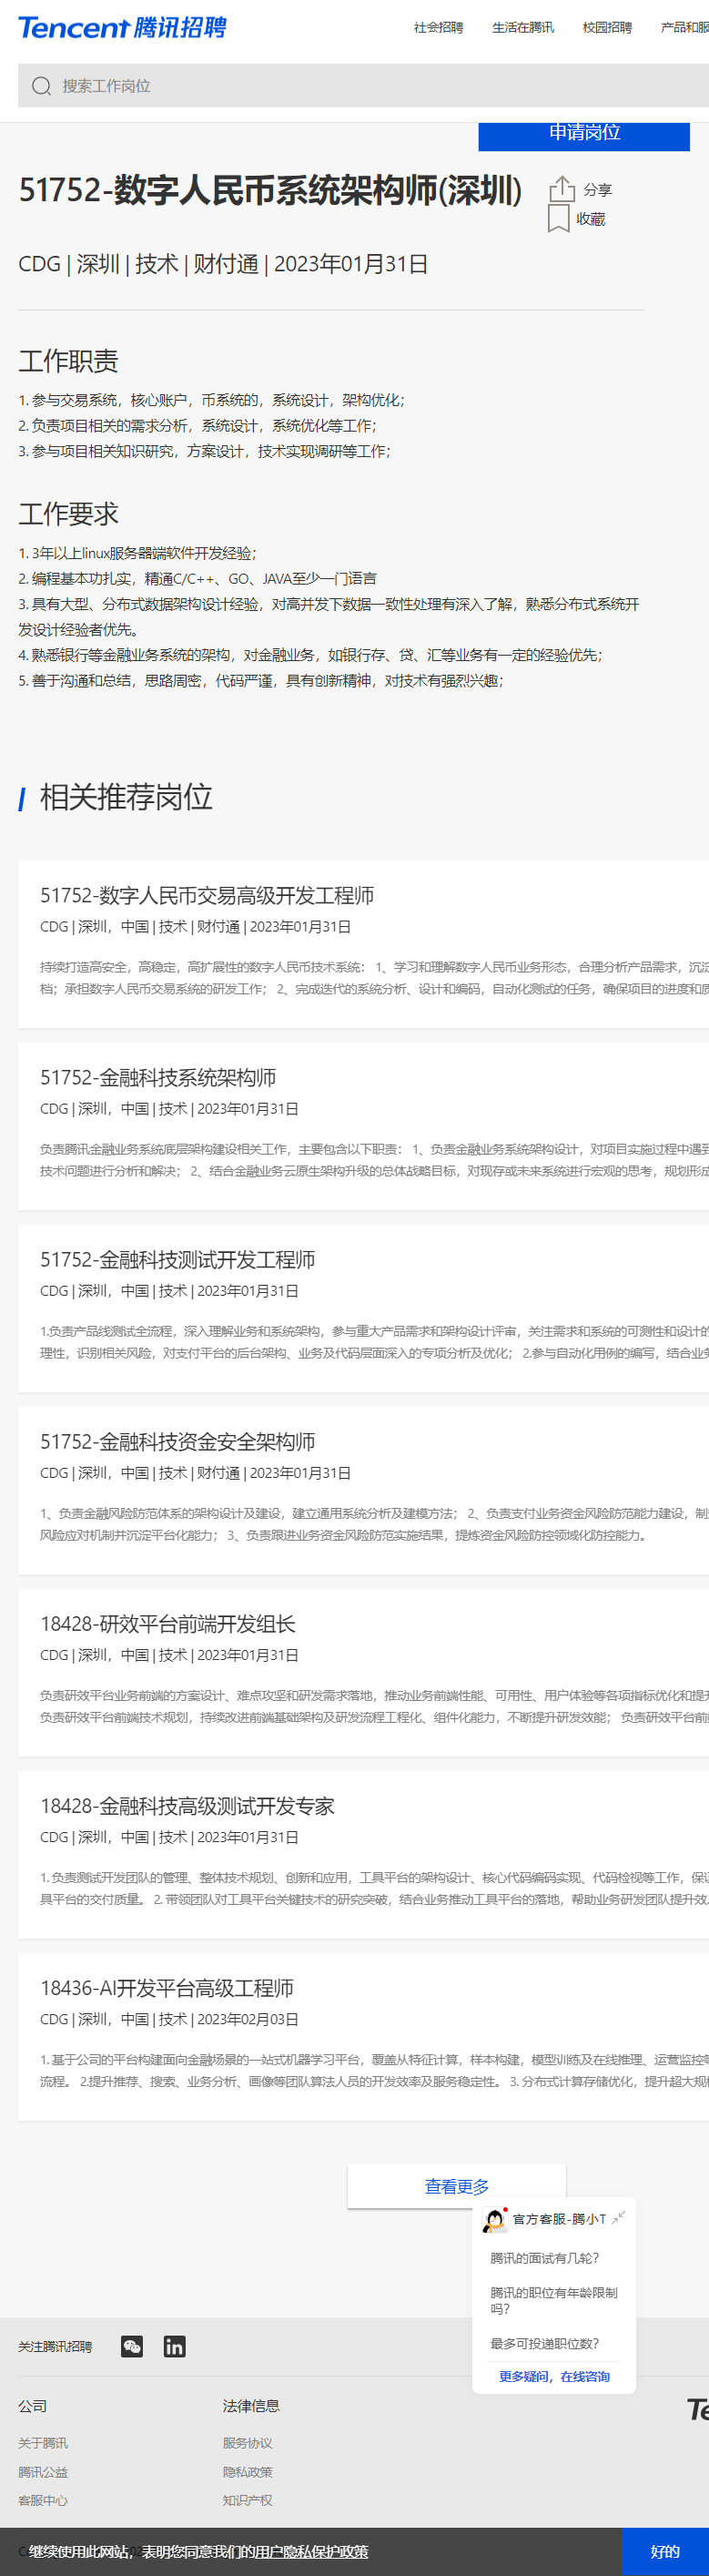 Tencent 腾讯招聘
社会招聘 生活在腾讯 校园招聘 产品和服
搜索工作岗位
申请岗位
51752-数字人民币系统架构师(深圳)
分享
收藏
CDG | 深圳 | 技术 | 财付通 | 2023年01月31日
工作职责
1. 参与交易系统，核心账户，币系统的，系统设计，架构优化；
2. 负责项目相关的需求分析，系统设计，系统优化等工作；
3. 参与项目相关知识研究，方案设计，技术实现调研等工作；
工作要求
1. 3年以上linux服务器端软件开发经验；
2. 编程基本功扎实，精通C/C++、GO、JAVA至少一门语言
3. 具有大型、分布式数据架构设计经验，对高并发下数据一致性处理有深入了解，熟悉分布式系统开
发设计经验者优先。
4. 熟悉银行等金融业务系统的架构，对金融业务，如银行存、贷、汇等业务有一定的经验优先；
5. 善于沟通和总结，思路周密，代码严谨，具有创新精神，对技术有强烈兴趣；
相关推荐岗位
51752-数字人民币交易高级开发工程师
CDG | 深圳，中国 | 技术 | 财付通 | 2023年01月31日
持续打造高安全，高稳定，高扩展性的数字人民币技术系统： 1、学习和理解数字人民币业务形态，合理分析产品需求，沉淀
档；承担数字人民币交易系统的研发工作； 2、完成迭代的系统分析、设计和编码，自动化测试的任务，确保项目的进度和质
51752-金融科技系统架构师
CDG | 深圳，中国 | 技术 | 2023年01月31日
负责腾讯金融业务系统底层架构建设相关工作，主要包含以下职责： 1、负责金融业务系统架构设计，对项目实施过程中遇到
技术问题进行分析和解决； 2、结合金融业务云原生架构升级的总体战略目标，对现存或未来系统进行宏观的思考，规划形成
51752-金融科技测试开发工程师
CDG | 深圳，中国 | 技术 | 2023年01月31日
1.负责产品线测试全流程，深入理解业务和系统架构，参与重大产品需求和架构设计评审，关注需求和系统的可测性和设计的
理性，识别相关风险，对支付平台的后台架构、业务及代码层面深入的专项分析及优化； 2.参与自动化用例的编写，结合业务
51752-金融科技资金安全架构师
CDG | 深圳，中国 | 技术 | 财付通 | 2023年01月31日
1、负责金融风险防范体系的架构设计及建设，建立通用系统分析及建模方法； 2、负责支付业务资金风险防范能力建设，制
风险应对机制并沉淀平台化能力； 3、负责跟进业务资金风险防范实施结果，提炼资金风险防控领域化防控能力。
18428-研效平台前端开发组长
CDG | 深圳，中国 | 技术 | 2023年01月31日
负责研效平台业务前端的方案设计、难点攻坚和研发需求落地，推动业务前端性能、可用性、用户体验等各项指标优化和提升
负责研效平台前端技术规划，持续改进前端基础架构及研发流程工程化、组件化能力，不断提升研发效能； 负责研效平台前
18428-金融科技高级测试开发专家
CDG | 深圳，中国 | 技术 | 2023年01月31日
1. 负责测试开发团队的管理、整体技术规划、创新和应用，工具平台的架构设计、核心代码编码实现、代码检视等工作，保证
具平台的交付质量。 2. 带领团队对工具平台关键技术的研究突破，结合业务推动工具平台的落地，帮助业务研发团队提升效
18436-AI开发平台高级工程师
CDG | 深圳，中国 | 技术 | 2023年02月03日
1. 基于公司的平台构建面向金融场景的一站式机器学习平台，覆盖从特征计算，样本构建，模型训练及在线推理、运营监控等
流程。 2.提升推荐、搜索、业务分析、画像等团队算法人员的开发效率及服务稳定性。 3. 分布式计算存储优化，提升超大规模
查看更多
官方客服-腾小T
腾讯的面试有几轮？
腾讯的职位有年龄限制
吗？
最多可投递职位数？
更多疑问，在线咨询
关注腾讯招聘
公司 法律信息
关于腾讯 服务协议
腾讯公益 隐私政策
客服中心 知识产权
继续使用此网站，表明您同意我们的用户隐私保护政策 好的